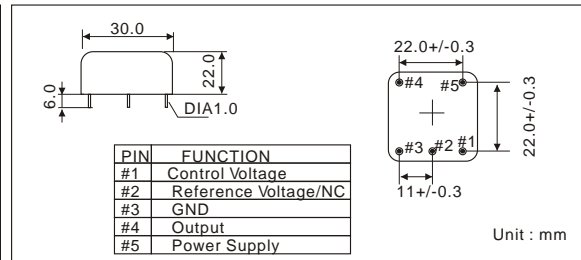 30.0
22.0
6.0
DIA1.0
22.0+/-0.3
#4 #5
22.0+/-0.3
#3 #2 #1
11+/-0.3
PIN FUNCTION
#1 Control Voltage
#2 Reference Voltage/NC
#3 GND
#4 Output
#5 Power Supply
Unit : mm